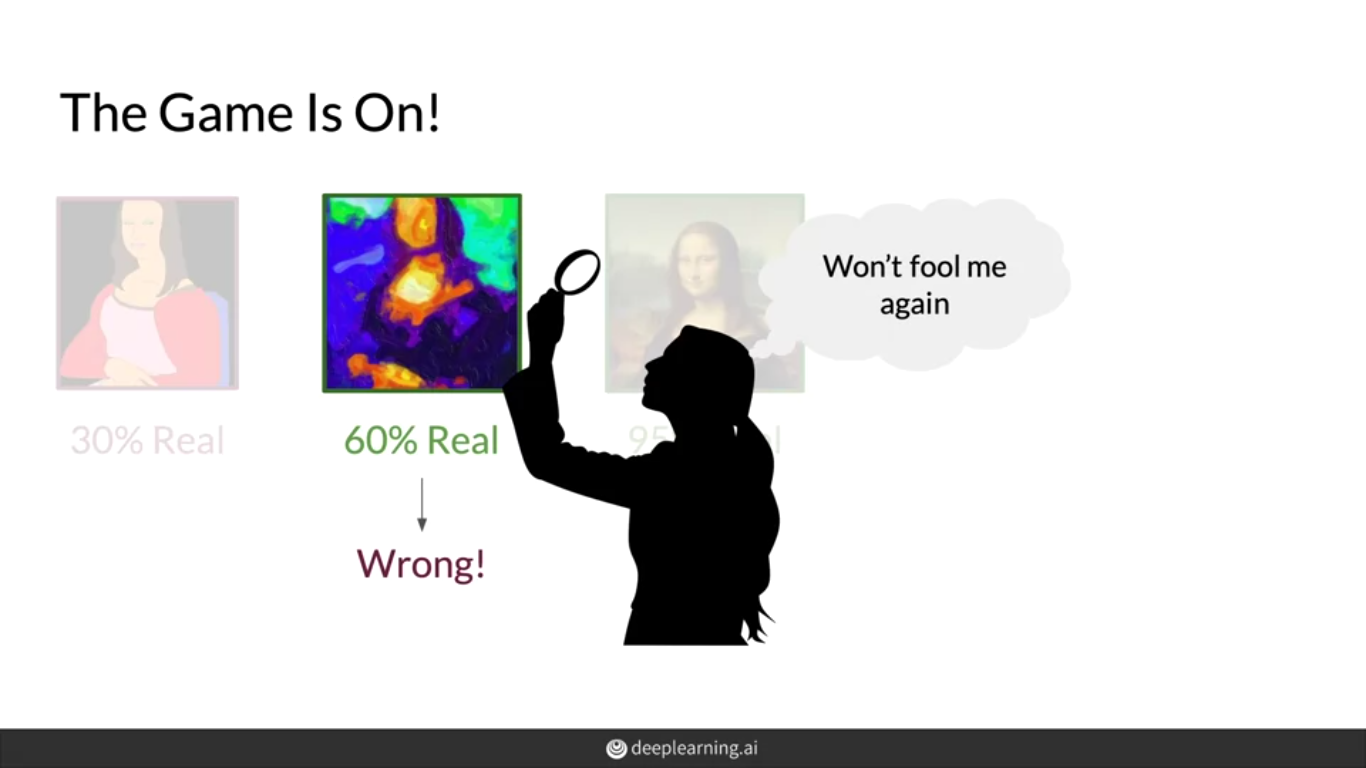 The Game Is On!
Won’t fool me
again
30% Real
60% Real
Wrong!
deeplearning.ai